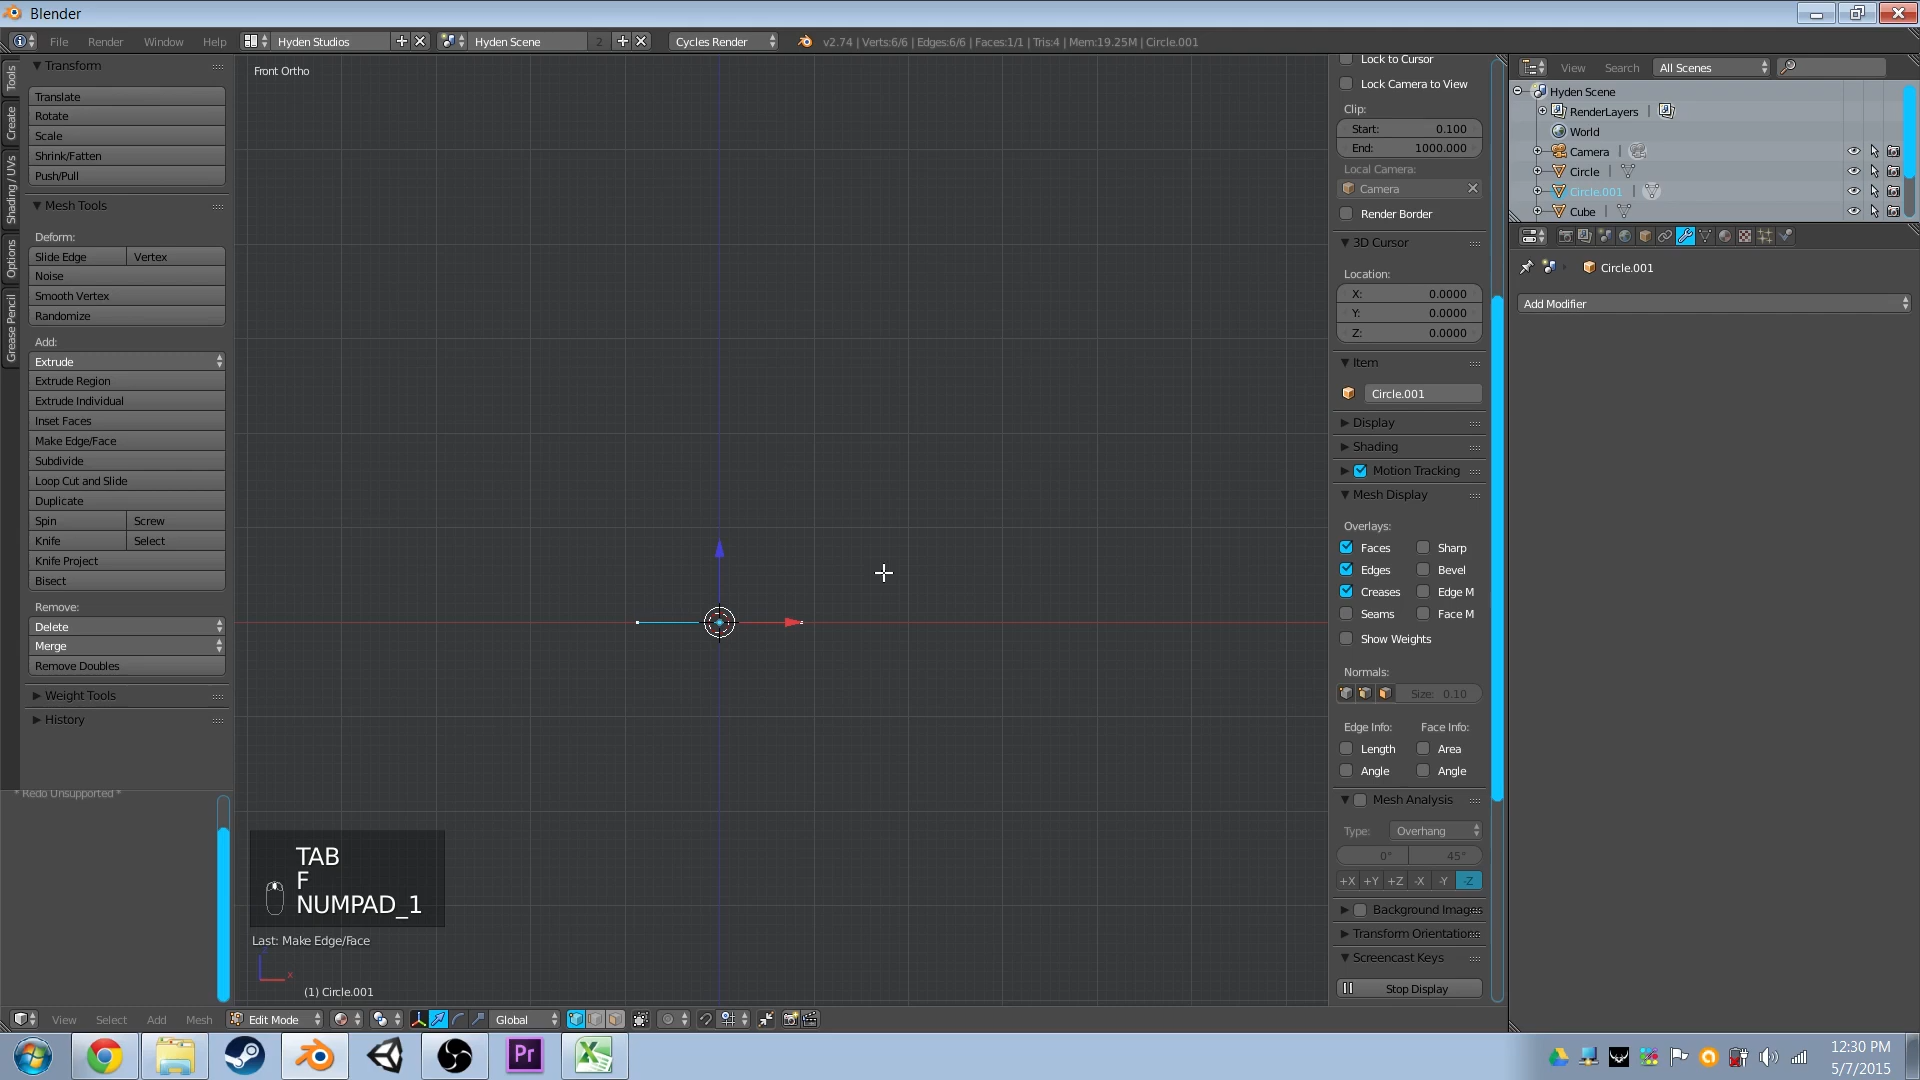 Blender
File Render Window Help Hyden Studios Hyden Scene 2 Cycles Render v2.74 | Verts:6/6 | Edges:6/6 | Faces:1/1 | Tris:4 | Mem:19.25M | Circle.001
Tools
Create
Shading / UVs
Options
Grease Pencil
Transform
Translate
Rotate
Scale
Shrink/Fatten
Push/Pull
Mesh Tools
Deform:
Slide Edge Vertex
Noise
Smooth Vertex
Randomize
Add:
Extrude
Extrude Region
Extrude Individual
Inset Faces
Make Edge/Face
Subdivide
Loop Cut and Slide
Duplicate
Spin Screw
Knife Select
Knife Project
Bisect
Remove:
Delete
Merge
Remove Doubles
Weight Tools
History
* Redo Unsupported *
Front Ortho
TAB
F
NUMPAD_1
Last: Make Edge/Face
x
(1) Circle.001
Lock to Cursor
Lock Camera to View
Clip:
Start: 0.100
End: 1000.000
Local Camera:
Camera
Render Border
3D Cursor
Location:
X: 0.0000
Y: 0.0000
Z: 0.0000
Item
Circle.001
Display
Shading
Motion Tracking
Mesh Display
Overlays:
Faces Sharp
Edges Bevel
Creases Edge M
Seams Face M
Show Weights
Normals:
Size: 0.10
Edge Info: Face Info:
Length Area
Angle Angle
Mesh Analysis
Type: Overhang
0° 45°
+X +Y +Z -X -Y -Z
Background Images
Transform Orientations
Screencast Keys
Stop Display
View Search All Scenes
Hyden Scene
RenderLayers
World
Camera
Circle
Circle.001
Cube
Circle.001
Add Modifier
View Select Add Mesh Edit Mode Global
Pr
12:30 PM
5/7/2015